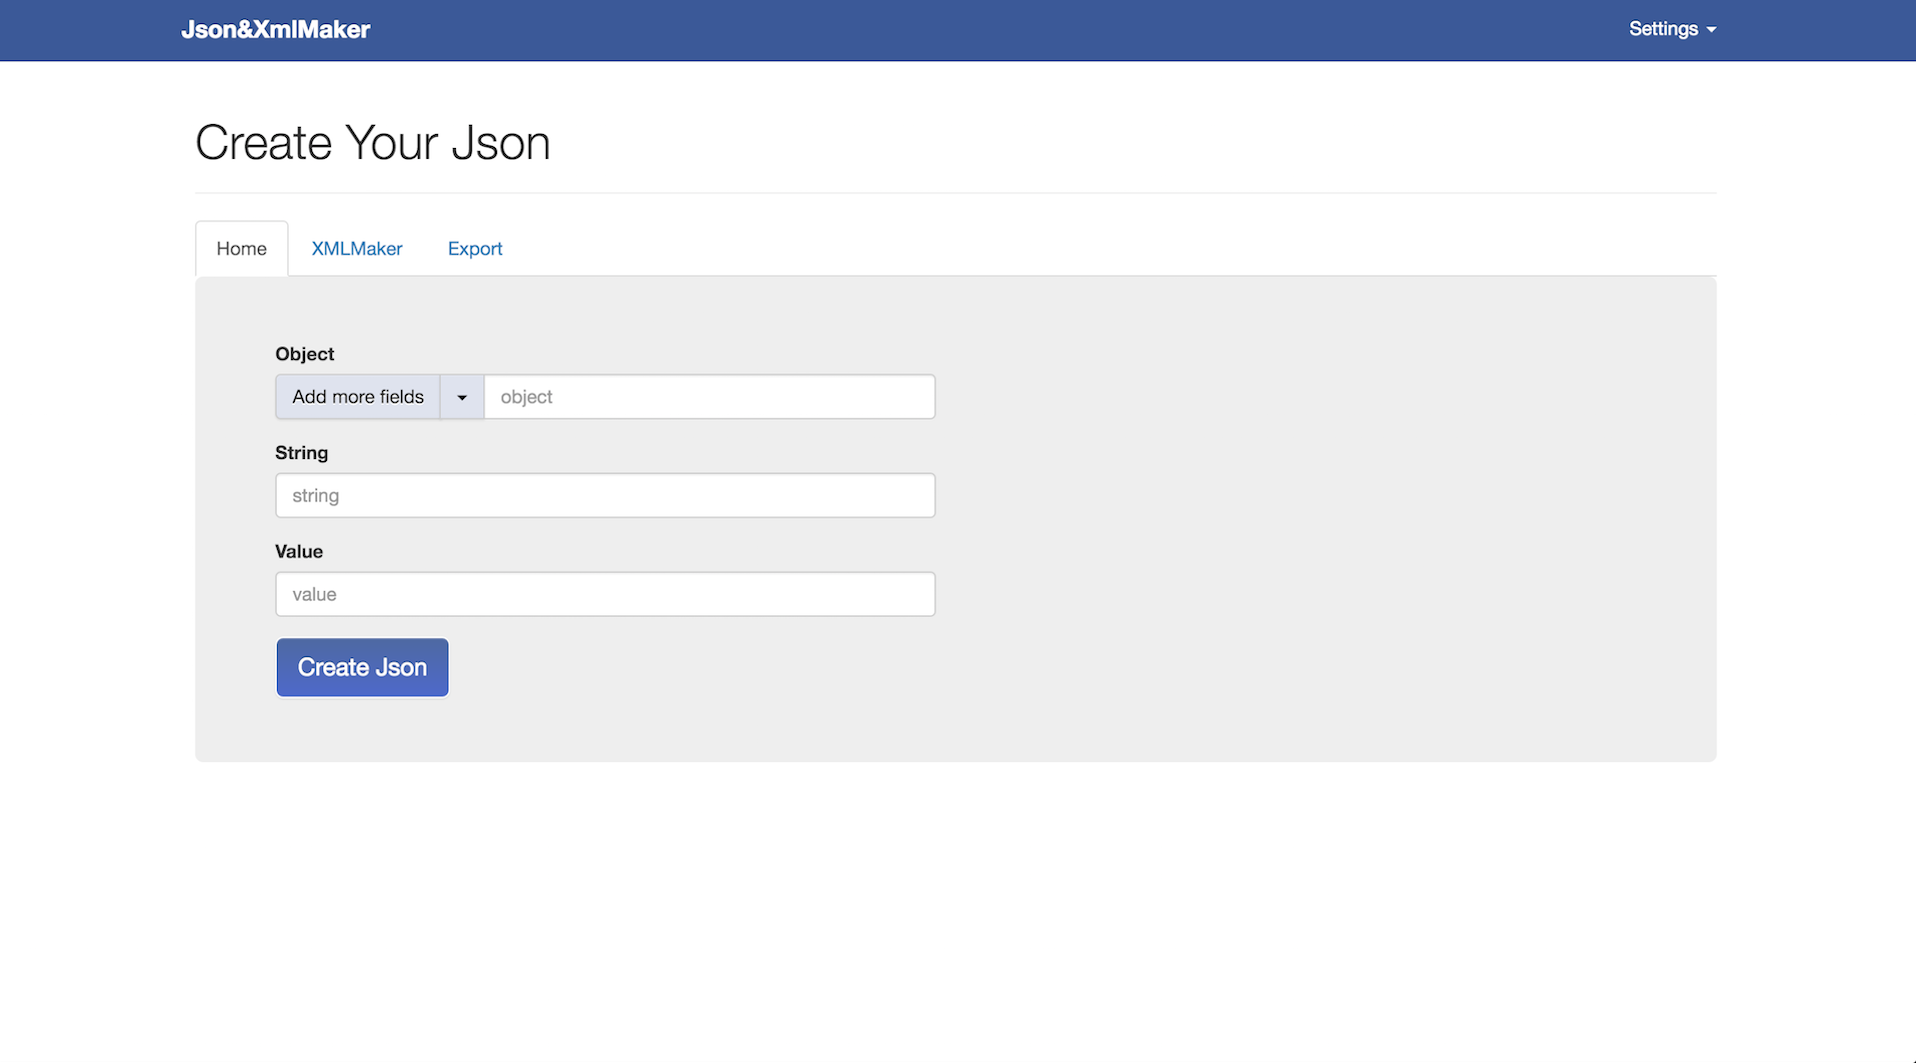 Json&XmlMaker Settings
Create Your Json
Home XMLMaker Export
Object
Add more fields object
String
string
Value
value
Create Json